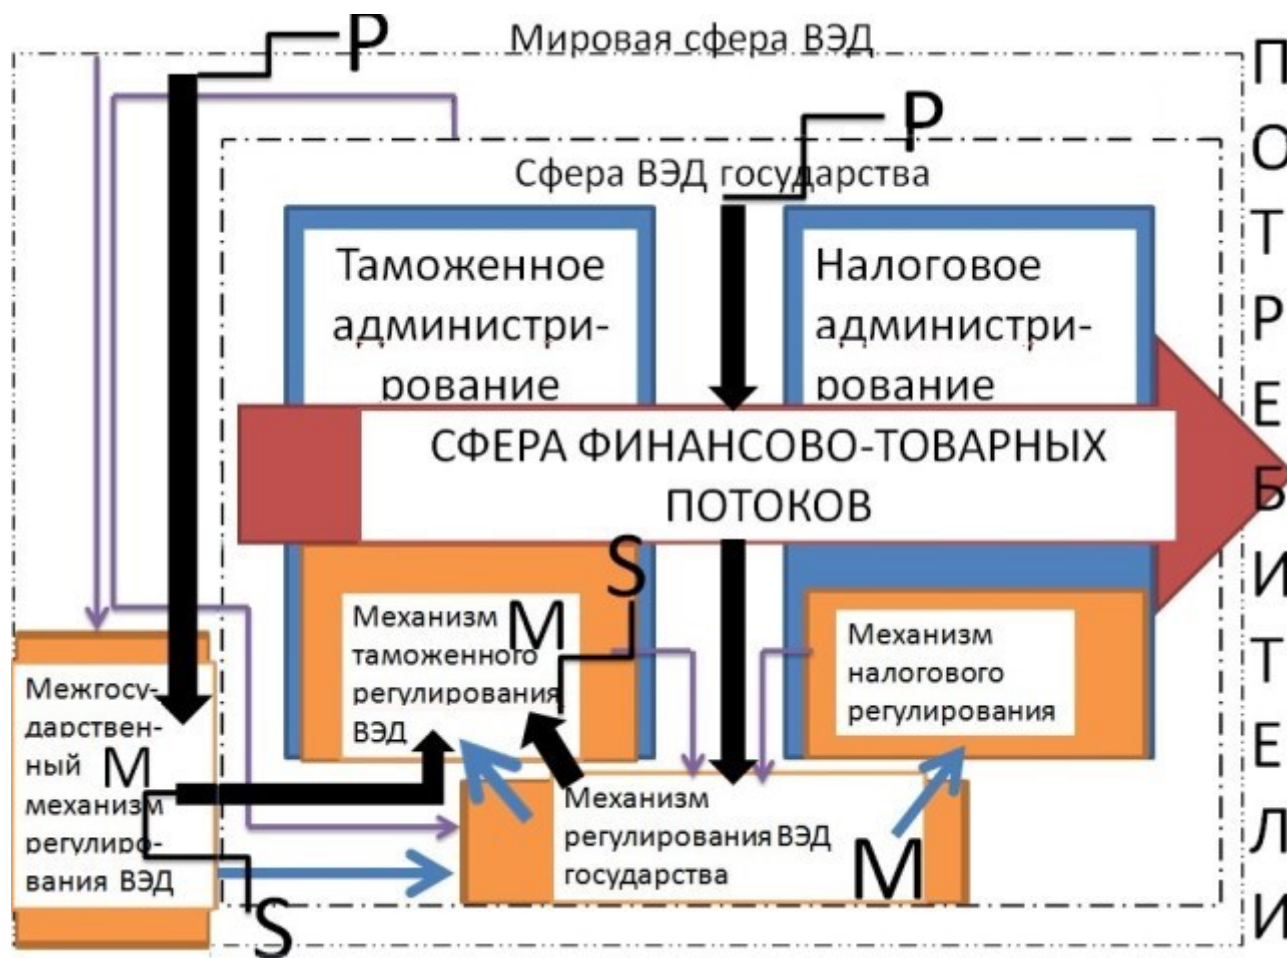 P
Мировая сфера ВЭД
P
Сфера ВЭД государства
Таможенное
администри-
рование
Налоговое
администри-
рование
СФЕРА ФИНАНСОВО-ТОВАРНЫХ
ПОТОКОВ
S
Механизм
таможенного
регулирования
ВЭД
M
Механизм
налогового
регулирования
Межгосу-
дарствен-
ный
механизм
регулиро-
вания ВЭД
M
S
Механизм
регулирования ВЭД
государства
M
П
О
Т
Р
Е
Б
И
Т
Е
Л
И